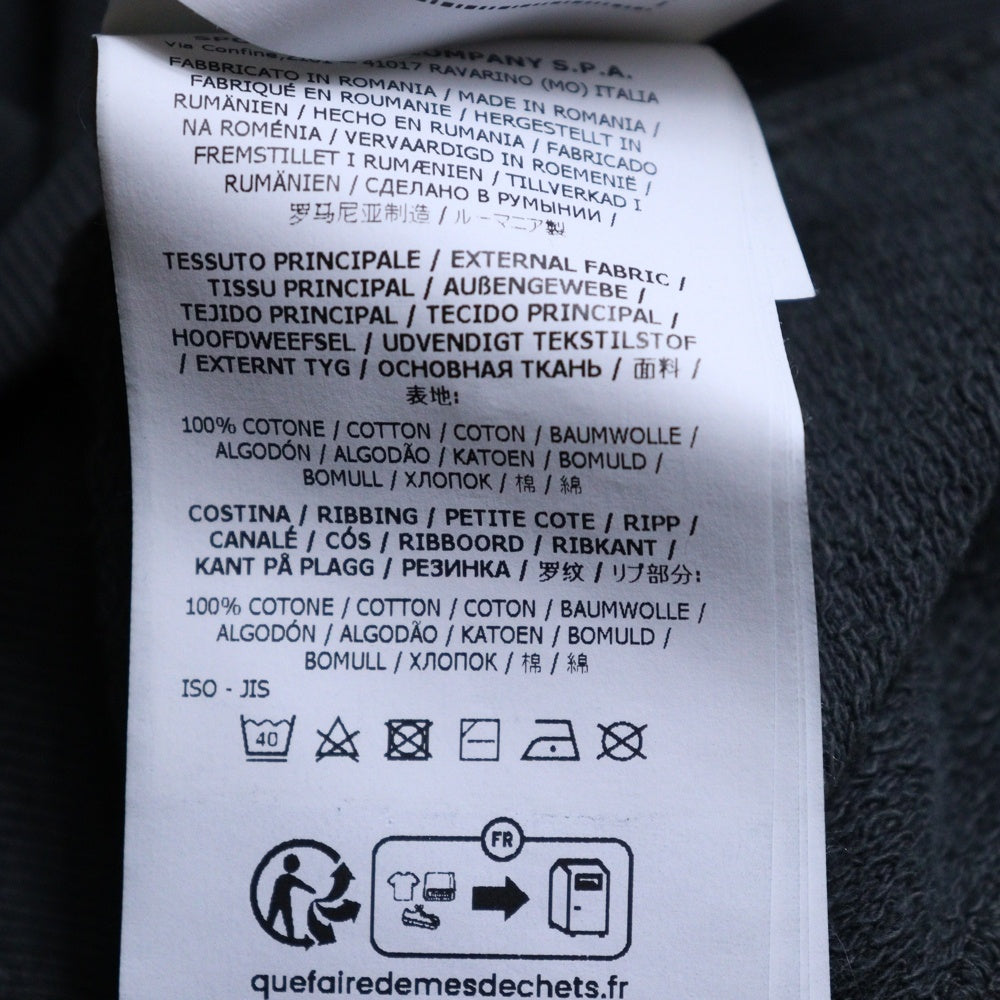 COMPANY S.P.A.
Via Confine, 41017 RAVARINO (MO) ITALIA
FABBRICATO IN ROMANIA / MADE IN ROMANIA /
FABRIQUÉ EN ROUMANIE / HERGESTELLT IN
RUMÄNIEN / HECHO EN RUMANIA / FABRICADO
NA ROMÉNIA / VERVAARDIGD IN ROEMENIË /
FREMSTILLET I RUMÆNIEN / TILLVERKAD I
RUMÄNIEN / СДЕЛАНО В РУМЫНИИ /
罗马尼亚制造 / ルーマニア製
TESSUTO PRINCIPALE / EXTERNAL FABRIC /
TISSU PRINCIPAL / AUßENGEWEBE /
TEJIDO PRINCIPAL / TECIDO PRINCIPAL /
HOOFDWEEFSEL / UDVENDIGT TEKSTILSTOF
/ EXTERNT TYG / ОСНОВНАЯ ТКАНЬ / 面料 /
表地:
100% COTONE / COTTON / COTON / BAUMWOLLE /
ALGODÓN / ALGODÃO / KATOEN / BOMULD /
BOMULL / ХЛОПОК / 棉 / 綿
COSTINA / RIBBING / PETITE COTE / RIPP /
CANALÉ / CÓS / RIBBOORD / RIBKANT /
KANT PÅ PLAGG / РЕЗИНКА / 罗纹 / リブ部分:
100% COTONE / COTTON / COTON / BAUMWOLLE /
ALGODÓN / ALGODÃO / KATOEN / BOMULD /
BOMULL / ХЛОПОК / 棉 / 綿
ISO - JIS
40
FR
quefairedemesdechets.fr